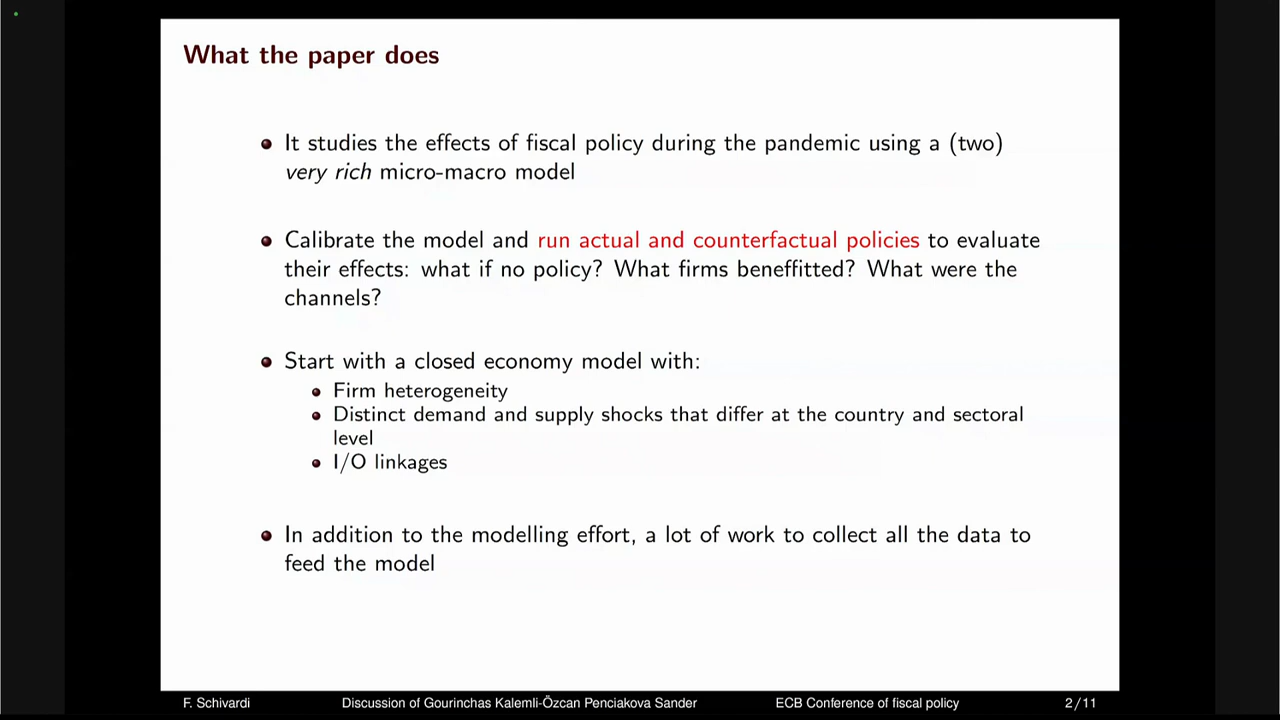 What the paper does
It studies the effects of fiscal policy during the pandemic using a (two)
very rich micro-macro model
Calibrate the model and run actual and counterfactual policies to evaluate
their effects: what if no policy? What firms beneffitted? What were the
channels?
Start with a closed economy model with:
Firm heterogeneity
Distinct demand and supply shocks that differ at the country and sectoral
level
I/O linkages
In addition to the modelling effort, a lot of work to collect all the data to
feed the model
F. Schivardi Discussion of Gourinchas Kalemli-Özcan Penciakova Sander ECB Conference of fiscal policy 2/11